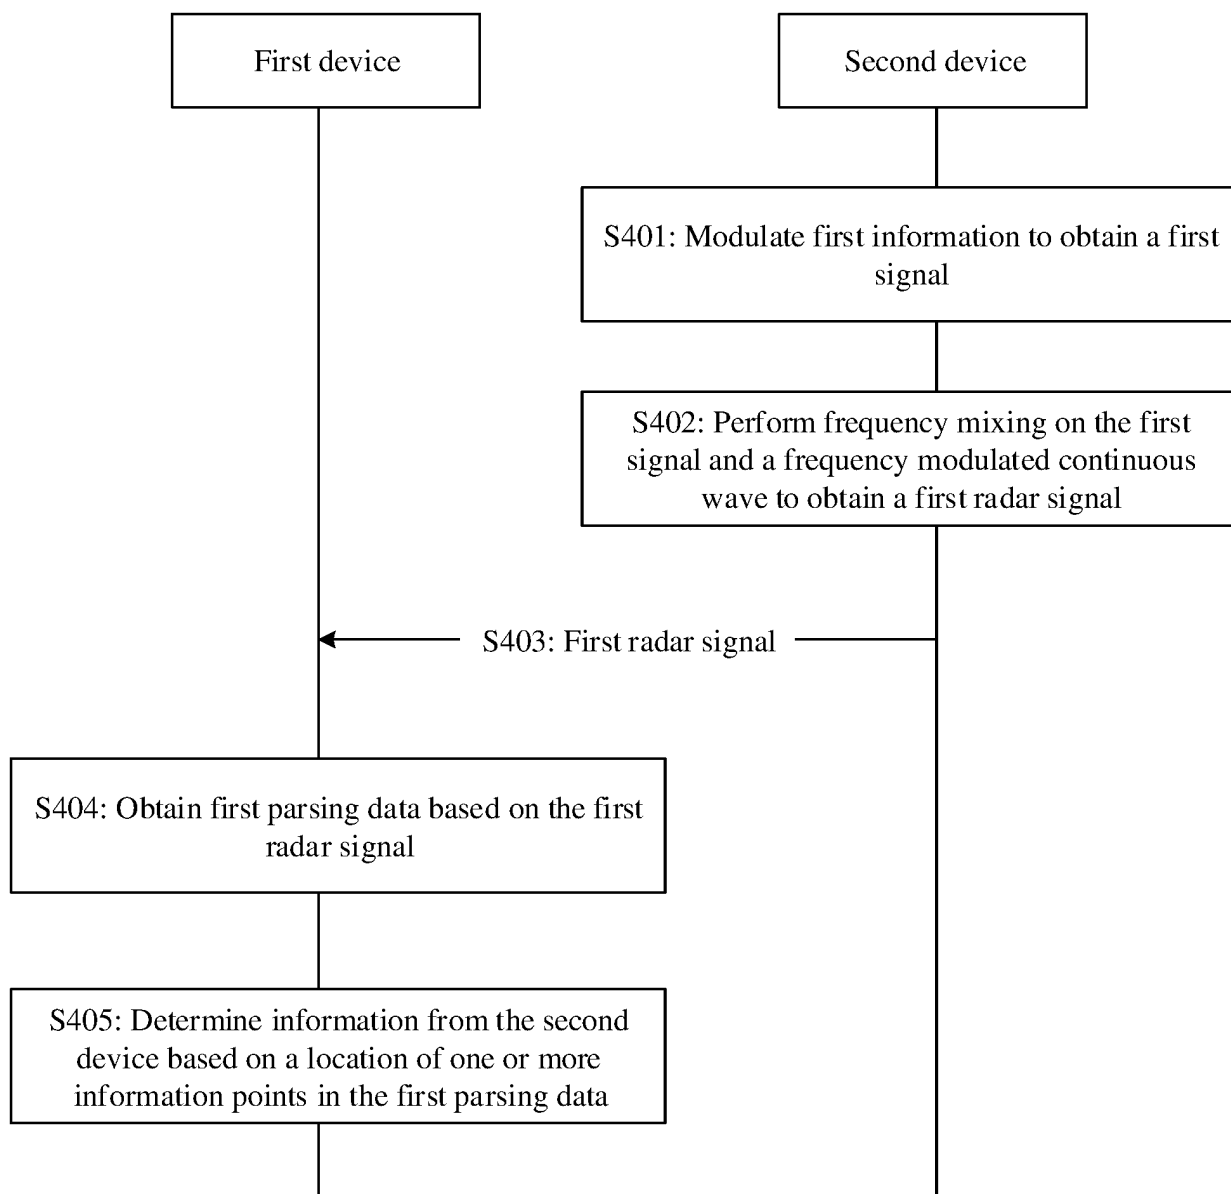 First device
Second device
S401: Modulate first information to obtain a first
signal
S402: Perform frequency mixing on the first
signal and a frequency modulated continuous
wave to obtain a first radar signal
S403: First radar signal
S404: Obtain first parsing data based on the first
radar signal
S405: Determine information from the second
device based on a location of one or more
information points in the first parsing data